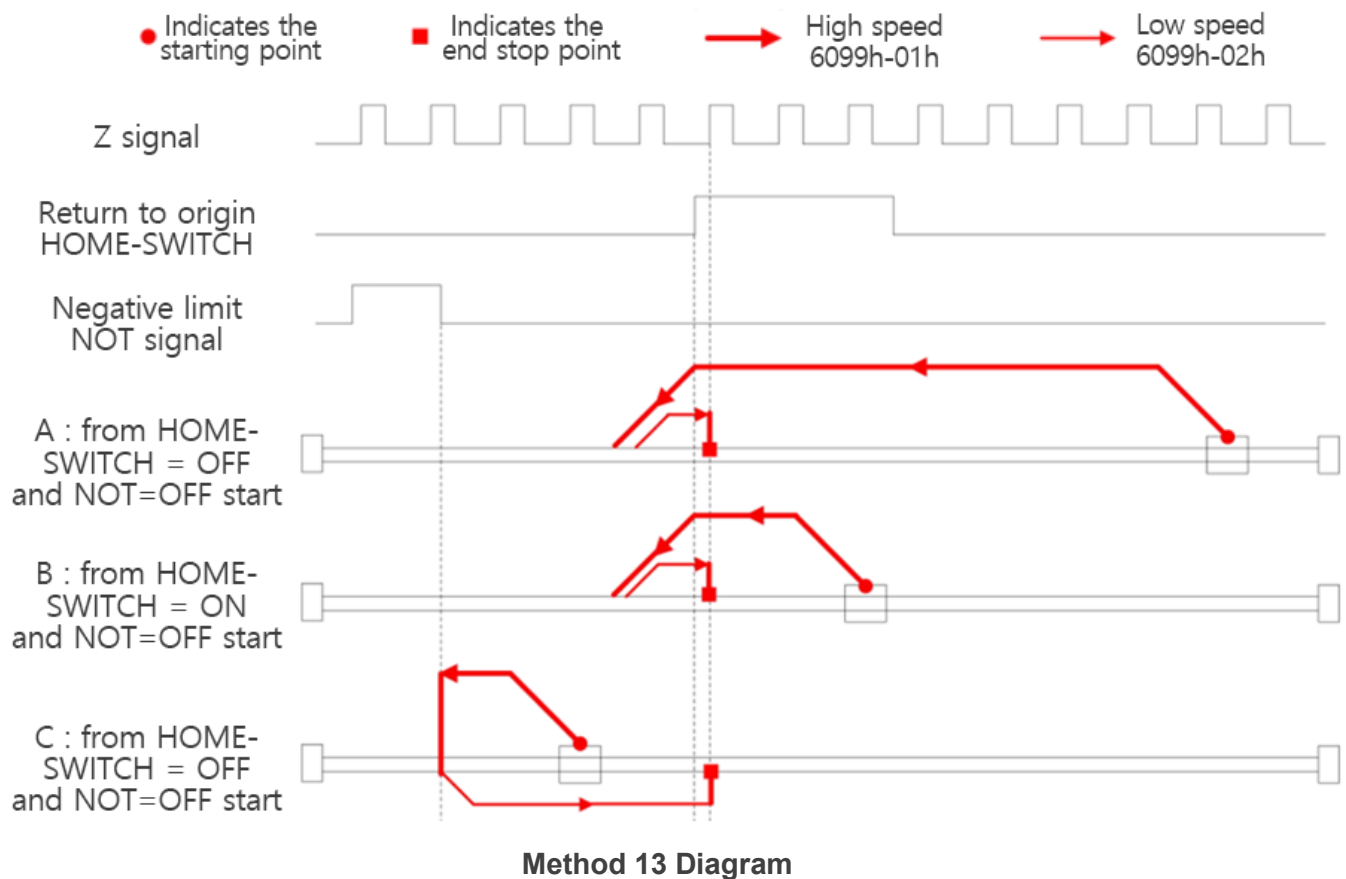 Indicates the
starting point
Indicates the
end stop point
High speed
6099h-01h
Low speed
6099h-02h
Z signal
Return to origin
HOME-SWITCH
Negative limit
NOT signal
A : from HOME-
SWITCH = OFF
and NOT=OFF start
B : from HOME-
SWITCH = ON
and NOT=OFF start
C : from HOME-
SWITCH = OFF
and NOT=OFF start
Method 13 Diagram